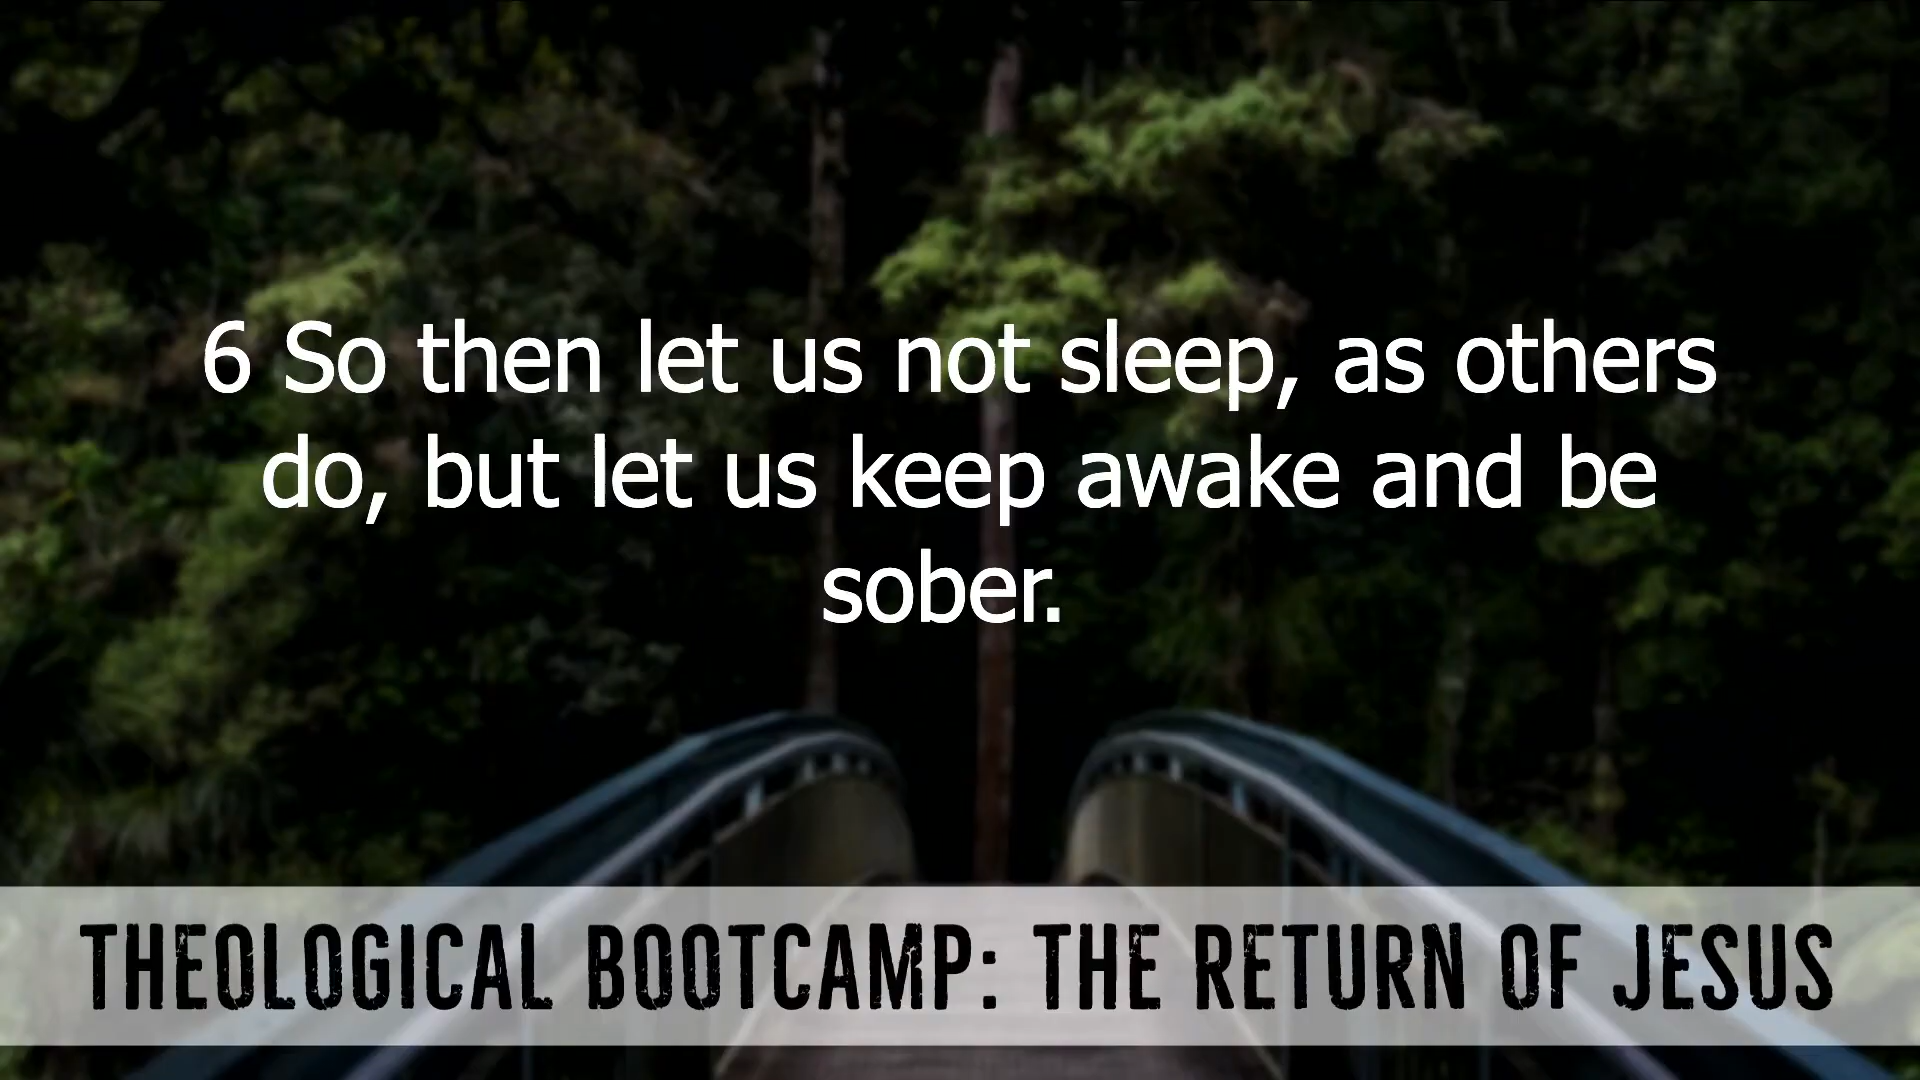 6 So then let us not sleep, as others
do, but let us keep awake and be
sober.
THEOLOGICAL BOOTCAMP: THE RETURN OF JESUS